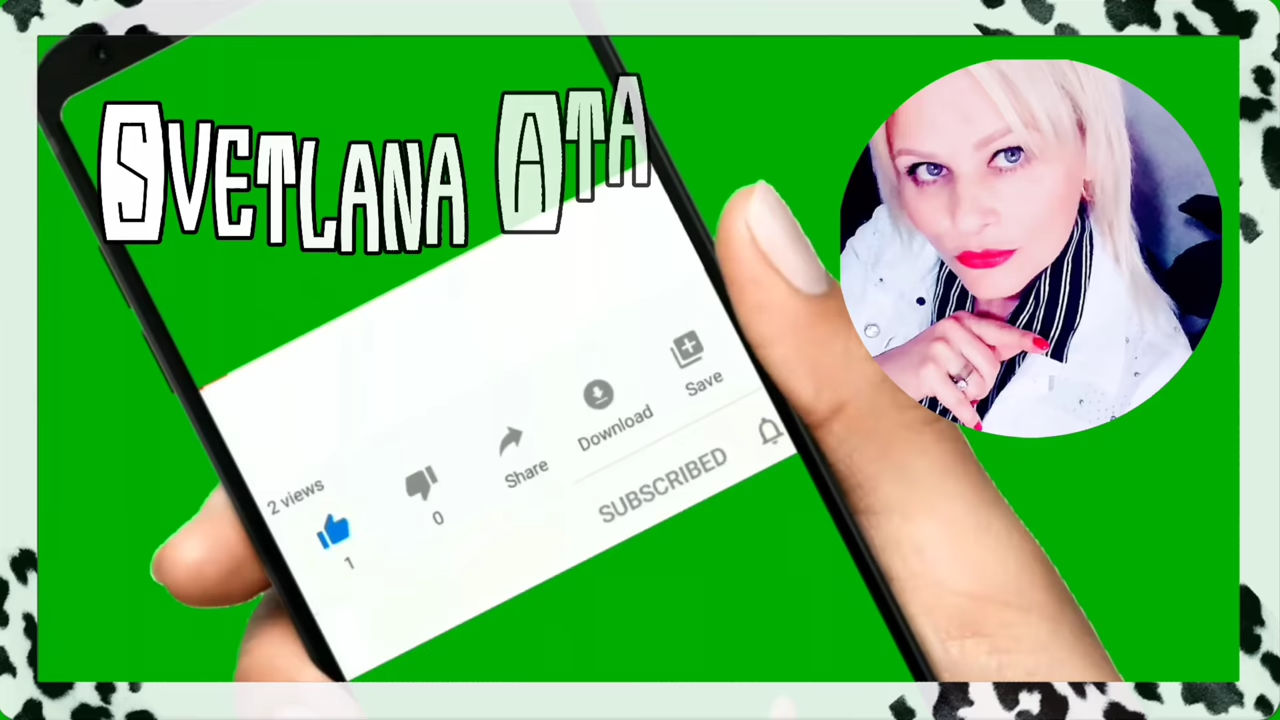 SVETLANA ATA
2 views
1
0
Share
Download
Save
SUBSCRIBED